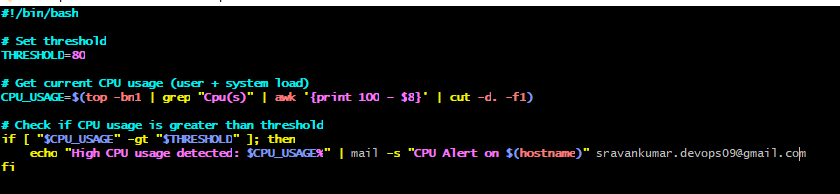 #!/bin/bash
# Set threshold
THRESHOLD=80
# Get current CPU usage (user + system load)
CPU_USAGE=$(top -bn1 | grep "Cpu(s)" | awk '{print 100 - $8}' | cut -d. -f1)
# Check if CPU usage is greater than threshold
if [ "$CPU_USAGE" -gt "$THRESHOLD" ]; then
    echo "High CPU usage detected: $CPU_USAGE%" | mail -s "CPU Alert on $(hostname)" sravankumar.devops09@gmail.com
fi